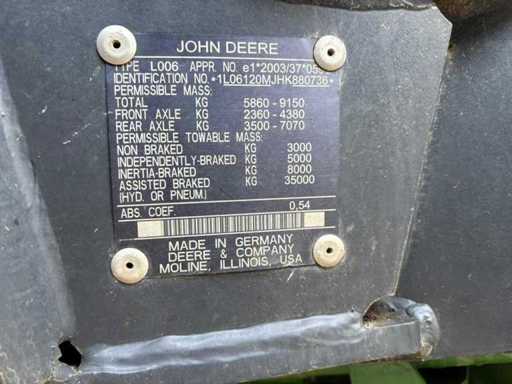 JOHN DEERE
TYPE L006 APPR. NO. e1*2003/37*05
IDENTIFICATION NO. *1L06120MJHK880736*
PERMISSIBLE MASS:
TOTAL KG 5860-9150
FRONT AXLE KG 2360-4380
REAR AXLE KG 3500-7070
PERMISSIBLE TOWABLE MASS:
NON BRAKED KG 3000
INDEPENDENTLY-BRAKED KG 5000
INERTIA-BRAKED KG 8000
ASSISTED BRAKED KG 35000
(HYD. OR PNEUM.)
ABS. COEF. 0,54
MADE IN GERMANY
DEERE & COMPANY
MOLINE, ILLINOIS, USA